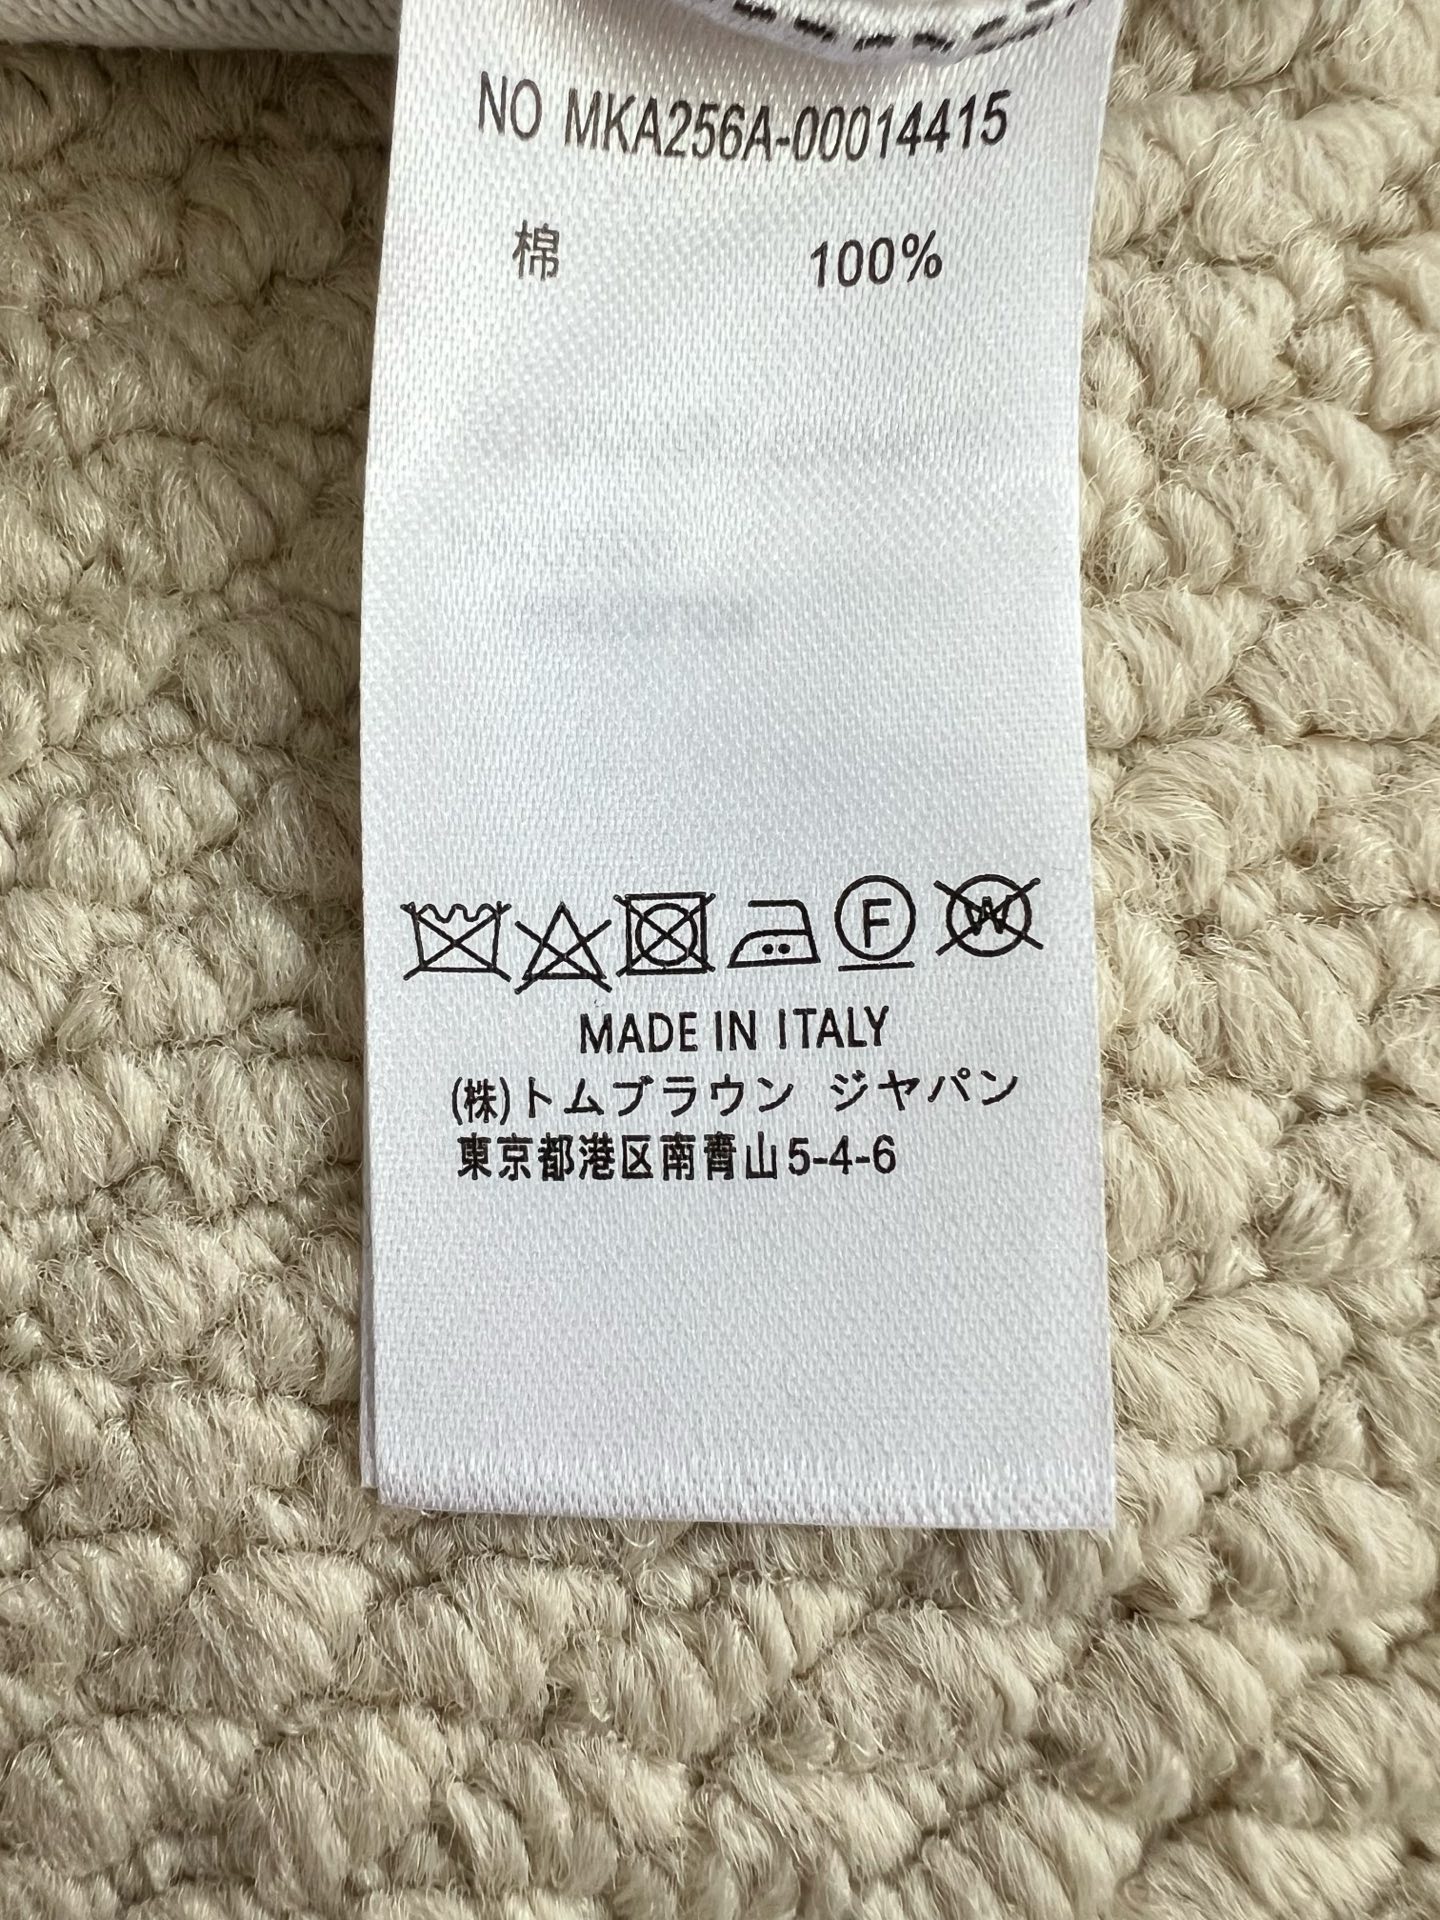 NO MKA256A-00014415
棉 100%
F W
MADE IN ITALY
(株)トムブラウン ジヤパン
東京都港区南青山5-4-6